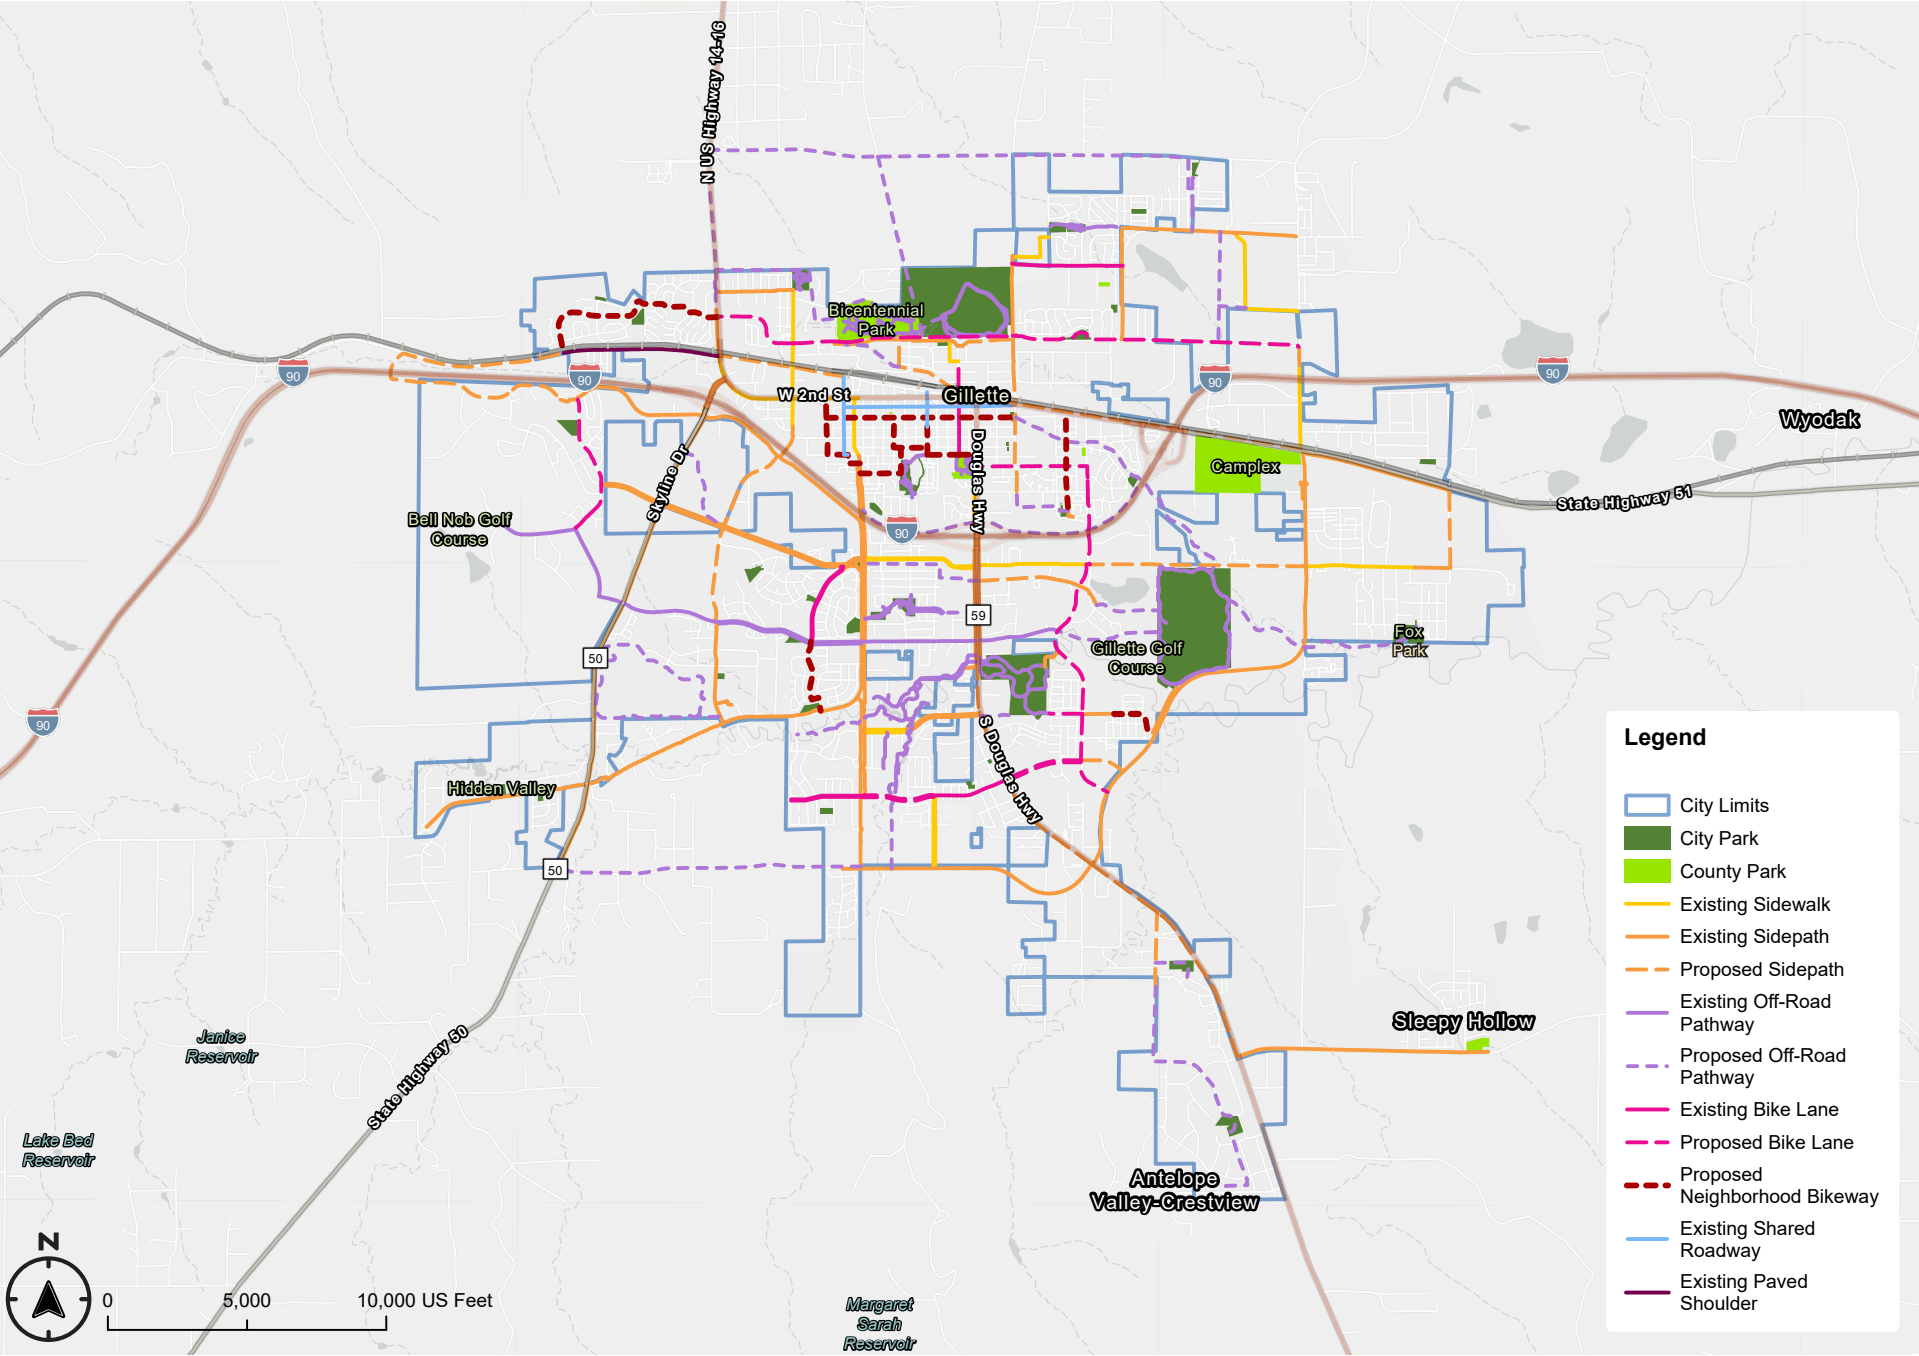 N US Highway 14-16
Bicentennial
Park
90
90
90
90
W 2nd St
Gillette
Wyodak
Douglas Hwy
Skyline Dr
Camplex
State Highway 51
Bell Nob Golf
Course
90
59
Fox
Park
Gillette Golf
Course
50
90
S Douglas Hwy
Hidden Valley
50
Sleepy Hollow
Janice
Reservoir
State Highway 50
Lake Bed
Reservoir
Antelope
Valley-Crestview
Margaret
Sarah
Reservoir
N
0
5,000
10,000 US Feet
Legend
City Limits
City Park
County Park
Existing Sidewalk
Existing Sidepath
Proposed Sidepath
Existing Off-Road
Pathway
Proposed Off-Road
Pathway
Existing Bike Lane
Proposed Bike Lane
Proposed
Neighborhood Bikeway
Existing Shared
Roadway
Existing Paved
Shoulder